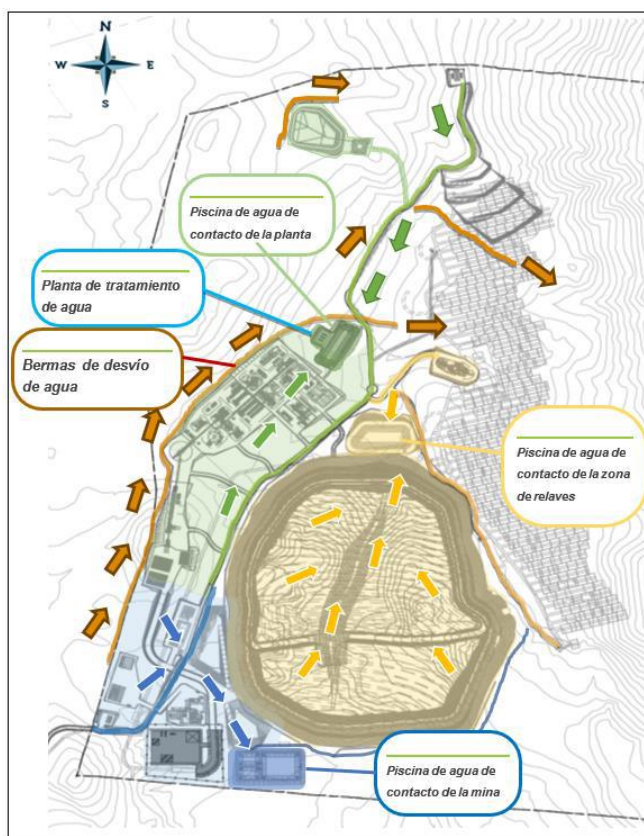 N
W E
S
Piscina de agua de
contacto de la planta
Planta de tratamiento
de agua
Bermas de desvío
de agua
Piscina de agua de
contacto de la zona
de relaves
Piscina de agua de
contacto de la mina